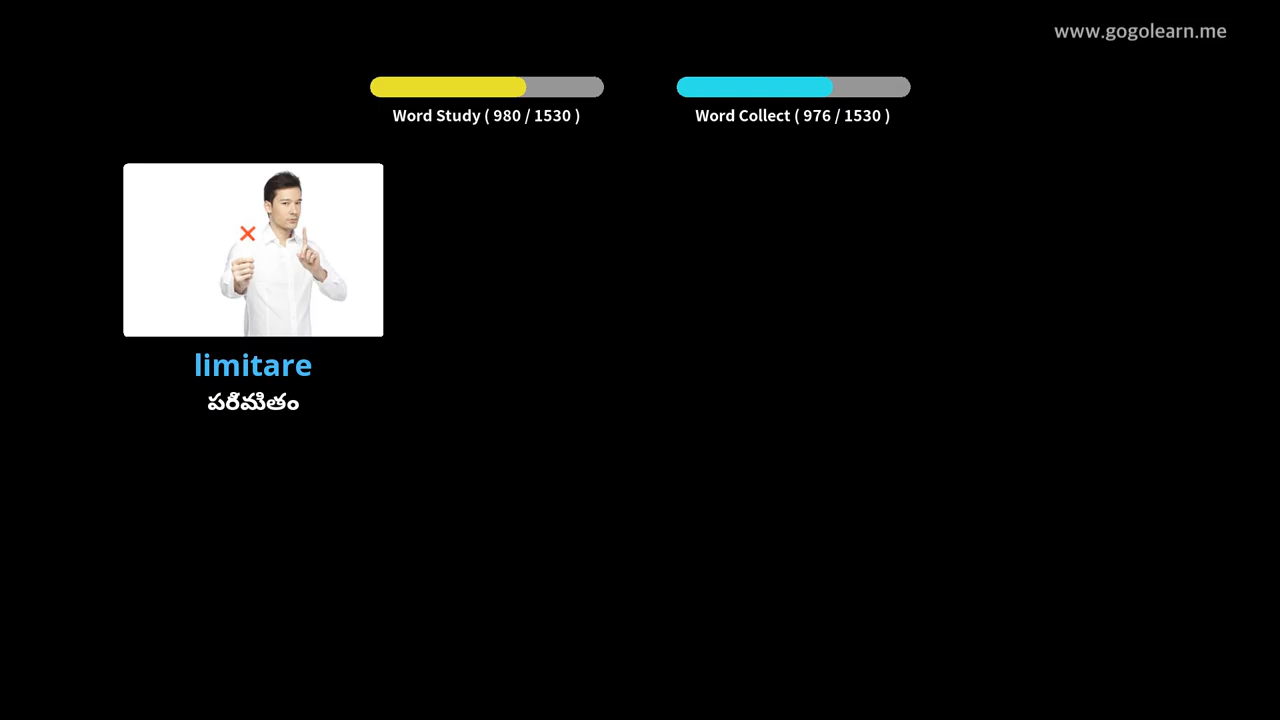 www.gogolearn.me
Word Study ( 980 / 1530 )
Word Collect ( 976 / 1530 )
limitare
పరిమితం